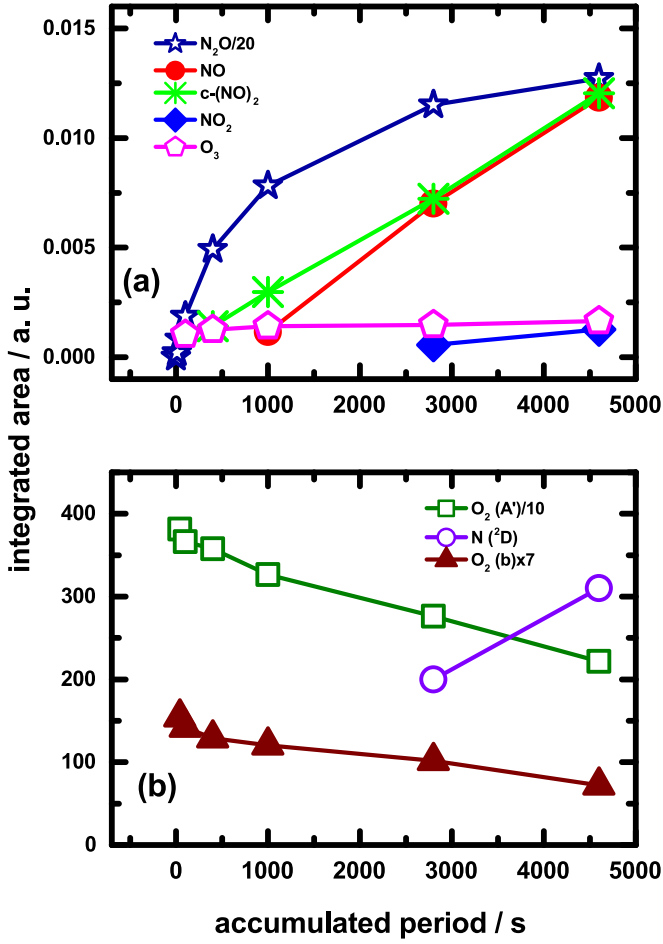 0.015
0.010
0.005
0.000
N₂O/20
NO
c-(NO)₂
NO₂
O₃
(a)
0 1000 2000 3000 4000 5000
integrated area / a. u.
400
300
200
100
0
O₂ (A')/10
N (²D)
O₂ (b)x7
(b)
0 1000 2000 3000 4000 5000
accumulated period / s